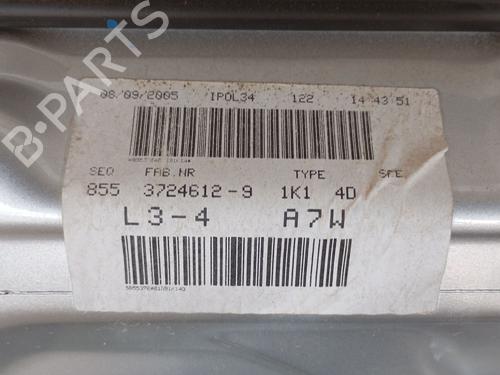 B-PARTS
08/09/2005 IPOL34 122 14 43 51
SEQ FAB.NR TYPE SPE
855 3724612-9 1K1 4D
L3-4 A7W